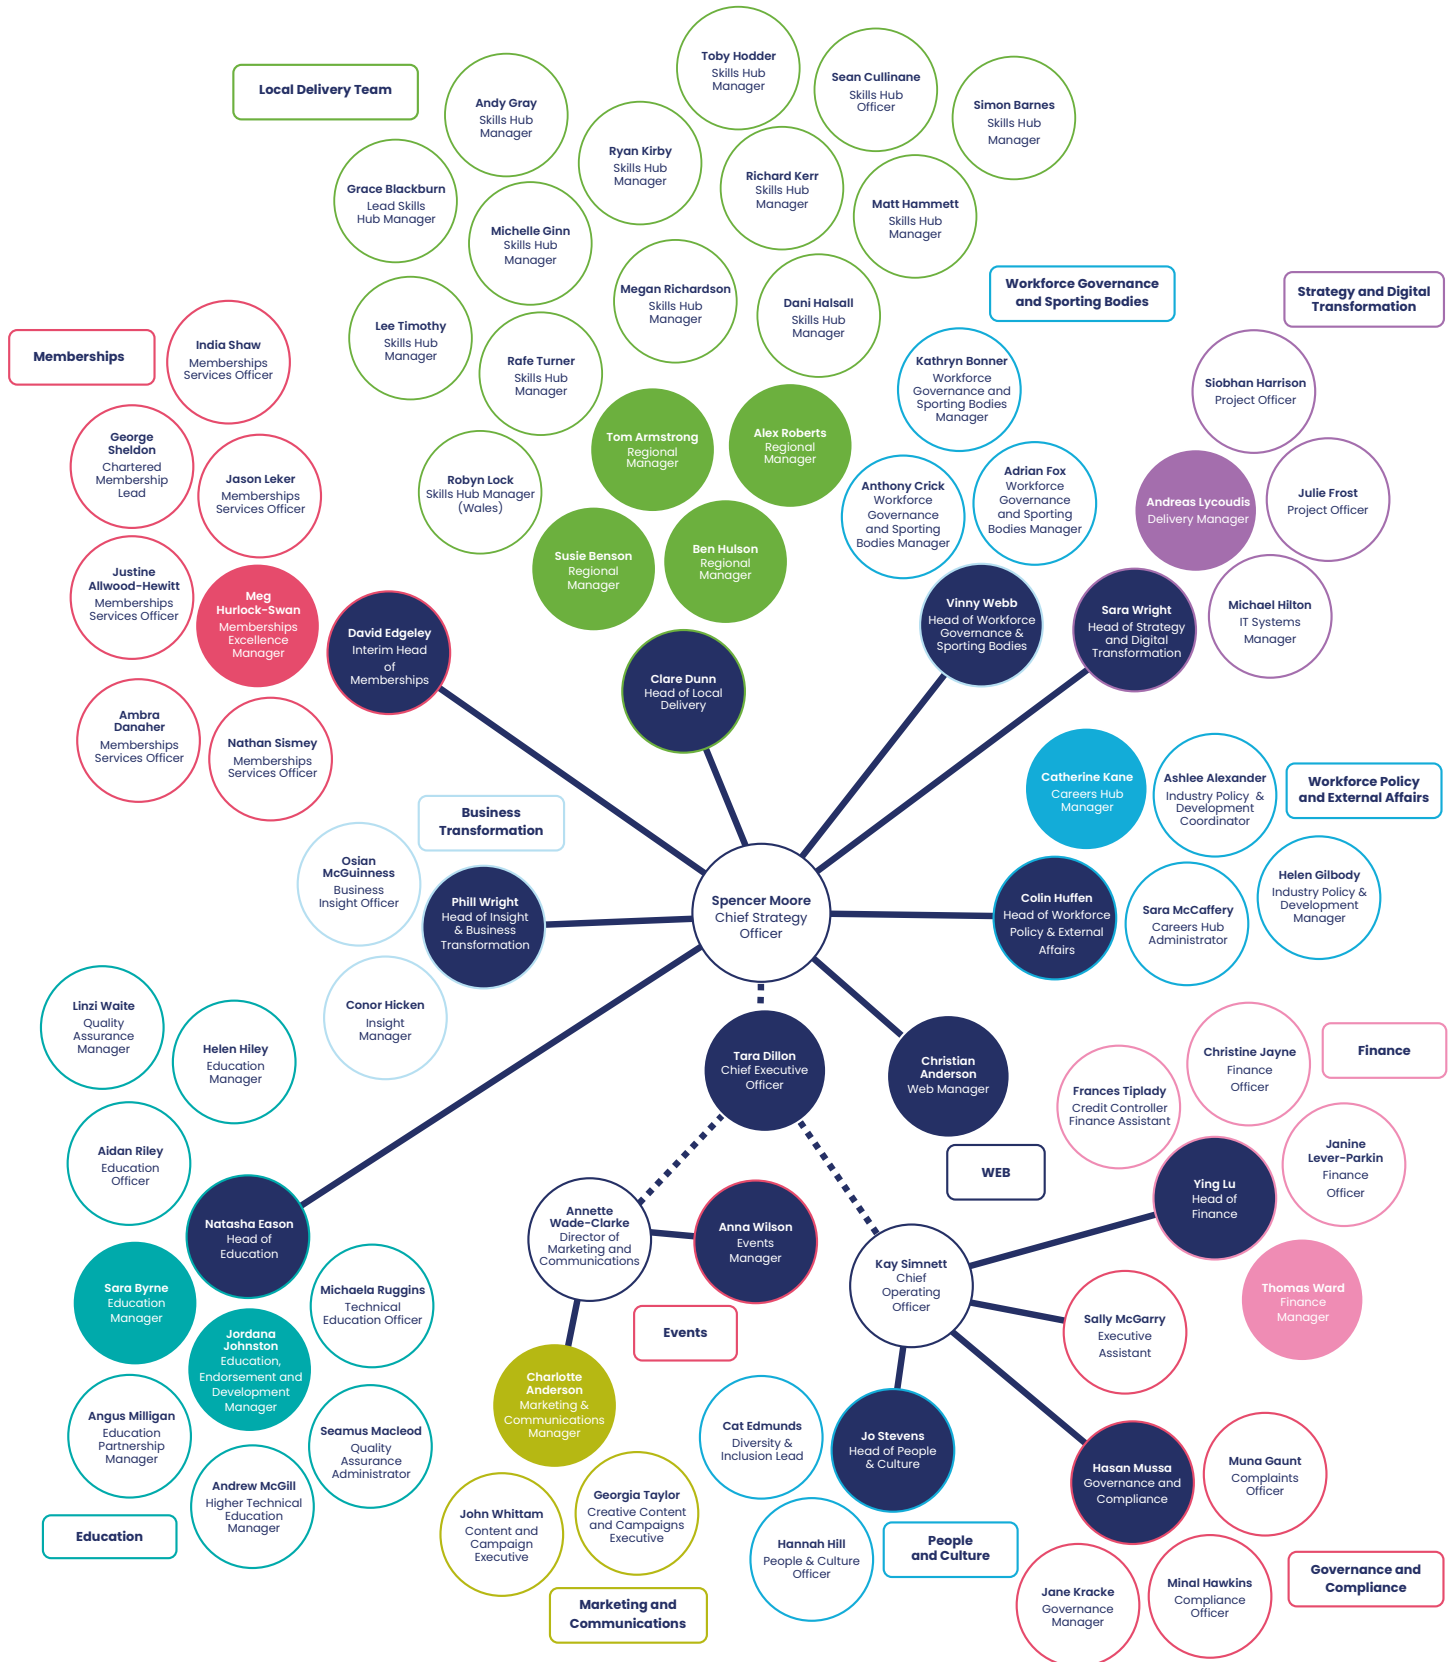 Local Delivery Team
Toby Hodder
Skills Hub
Manager
Sean Cullinane
Skills Hub
Officer
Simon Barnes
Skills Hub
Manager
Andy Gray
Skills Hub
Manager
Ryan Kirby
Skills Hub
Manager
Richard Kerr
Skills Hub
Manager
Matt Hammett
Skills Hub
Manager
Grace Blackburn
Lead Skills
Hub Manager
Michelle Ginn
Skills Hub
Manager
Megan Richardson
Skills Hub
Manager
Dani Halsall
Skills Hub
Manager
Lee Timothy
Skills Hub
Manager
Rafe Turner
Skills Hub
Manager
Robyn Lock
Skills Hub Manager
(Wales)
Tom Armstrong
Regional
Manager
Alex Roberts
Regional
Manager
Susie Benson
Regional
Manager
Ben Hulson
Regional
Manager
Clare Dunn
Head of Local
Delivery
Workforce Governance
and Sporting Bodies
Kathryn Bonner
Workforce
Governance and
Sporting Bodies
Manager
Anthony Crick
Workforce
Governance
and Sporting
Bodies Manager
Adrian Fox
Workforce
Governance
and Sporting
Bodies Manager
Vinny Webb
Head of Workforce
Governance &
Sporting Bodies
Strategy and Digital
Transformation
Siobhan Harrison
Project Officer
Andreas Lycoudis
Delivery Manager
Julie Frost
Project Officer
Michael Hilton
IT Systems
Manager
Sara Wright
Head of Strategy
and Digital
Transformation
Memberships
India Shaw
Memberships
Services Officer
George
Sheldon
Chartered
Membership
Lead
Jason Leker
Memberships
Services Officer
Justine
Allwood-Hewitt
Memberships
Services Officer
Meg
Hurlock-Swan
Memberships
Excellence
Manager
David Edgeley
Interim Head
of
Memberships
Ambra
Danaher
Memberships
Services Officer
Nathan Sismey
Memberships
Services Officer
Business
Transformation
Osian
McGuinness
Business
Insight Officer
Phill Wright
Head of Insight
& Business
Transformation
Conor Hicken
Insight
Manager
Spencer Moore
Chief Strategy
Officer
Catherine Kane
Careers Hub
Manager
Ashlee Alexander
Industry Policy &
Development
Coordinator
Workforce Policy
and External Affairs
Colin Huffen
Head of Workforce
Policy & External
Affairs
Sara McCaffery
Careers Hub
Administrator
Helen Gilbody
Industry Policy &
Development
Manager
Tara Dillon
Chief Executive
Officer
Christian
Anderson
Web Manager
WEB
Linzi Waite
Quality
Assurance
Manager
Helen Hiley
Education
Manager
Aidan Riley
Education
Officer
Natasha Eason
Head of
Education
Sara Byrne
Education
Manager
Jordana
Johnston
Education,
Endorsement and
Development
Manager
Michaela Ruggins
Technical
Education Officer
Angus Milligan
Education
Partnership
Manager
Andrew McGill
Higher Technical
Education
Manager
Seamus Macleod
Quality
Assurance
Administrator
Education
Annette
Wade-Clarke
Director of
Marketing and
Communications
Anna Wilson
Events
Manager
Events
Charlotte
Anderson
Marketing &
Communications
Manager
John Whittam
Content and
Campaign
Executive
Georgia Taylor
Creative Content
and Campaigns
Executive
Marketing and
Communications
Kay Simnett
Chief
Operating
Officer
Finance
Christine Jayne
Finance
Officer
Frances Tiplady
Credit Controller
Finance Assistant
Janine
Lever-Parkin
Finance
Officer
Ying Lu
Head of
Finance
Thomas Ward
Finance
Manager
Sally McGarry
Executive
Assistant
Cat Edmunds
Diversity &
Inclusion Lead
Jo Stevens
Head of People
& Culture
Hannah Hill
People & Culture
Officer
People
and Culture
Hasan Mussa
Governance and
Compliance
Muna Gaunt
Complaints
Officer
Jane Kracke
Governance
Manager
Minal Hawkins
Compliance
Officer
Governance and
Compliance